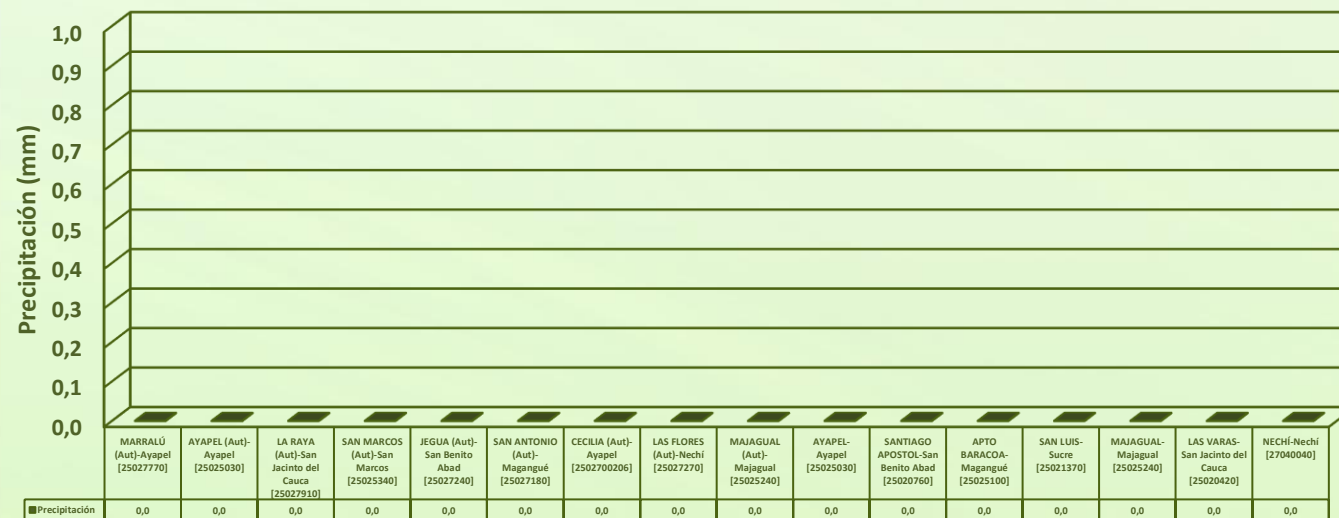 Precipitación (mm)
1,0
0,9
0,8
0,7
0,6
0,5
0,4
0,3
0,2
0,1
0,0
MARRALÚ
(Aut)-Ayapel
[25027770]
AYAPEL (Aut)-
Ayapel
[25025030]
LA RAYA
(Aut)-San
Jacinto del
Cauca
[25027910]
SAN MARCOS
(Aut)-San
Marcos
[25025340]
JEGUA (Aut)-
San Benito
Abad
[25027240]
SAN ANTONIO
(Aut)-
Magangué
[25027180]
CECILIA (Aut)-
Ayapel
[2502700206]
LAS FLORES
(Aut)-Nechí
[25027270]
MAJAGUAL
(Aut)-
Majagual
[25025240]
AYAPEL-
Ayapel
[25025030]
SANTIAGO
APOSTOL-San
Benito Abad
[25020760]
APTO
BARACOA-
Magangué
[25025100]
SAN LUIS-
Sucre
[25021370]
MAJAGUAL-
Majagual
[25025240]
LAS VARAS-
San Jacinto del
Cauca
[25020420]
NECHÍ-Nechí
[27040040]
Precipitación 0,0 0,0 0,0 0,0 0,0 0,0 0,0 0,0 0,0 0,0 0,0 0,0 0,0 0,0 0,0 0,0